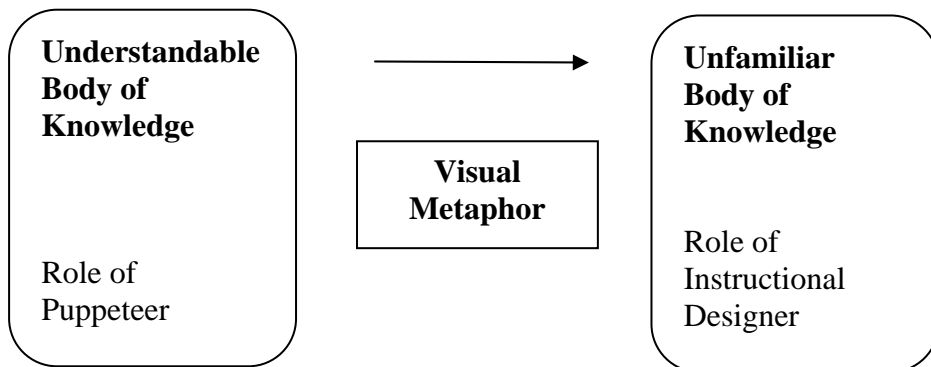 Understandable
Body of
Knowledge
Role of
Puppeteer
Visual
Metaphor
Unfamiliar
Body of
Knowledge
Role of
Instructional
Designer